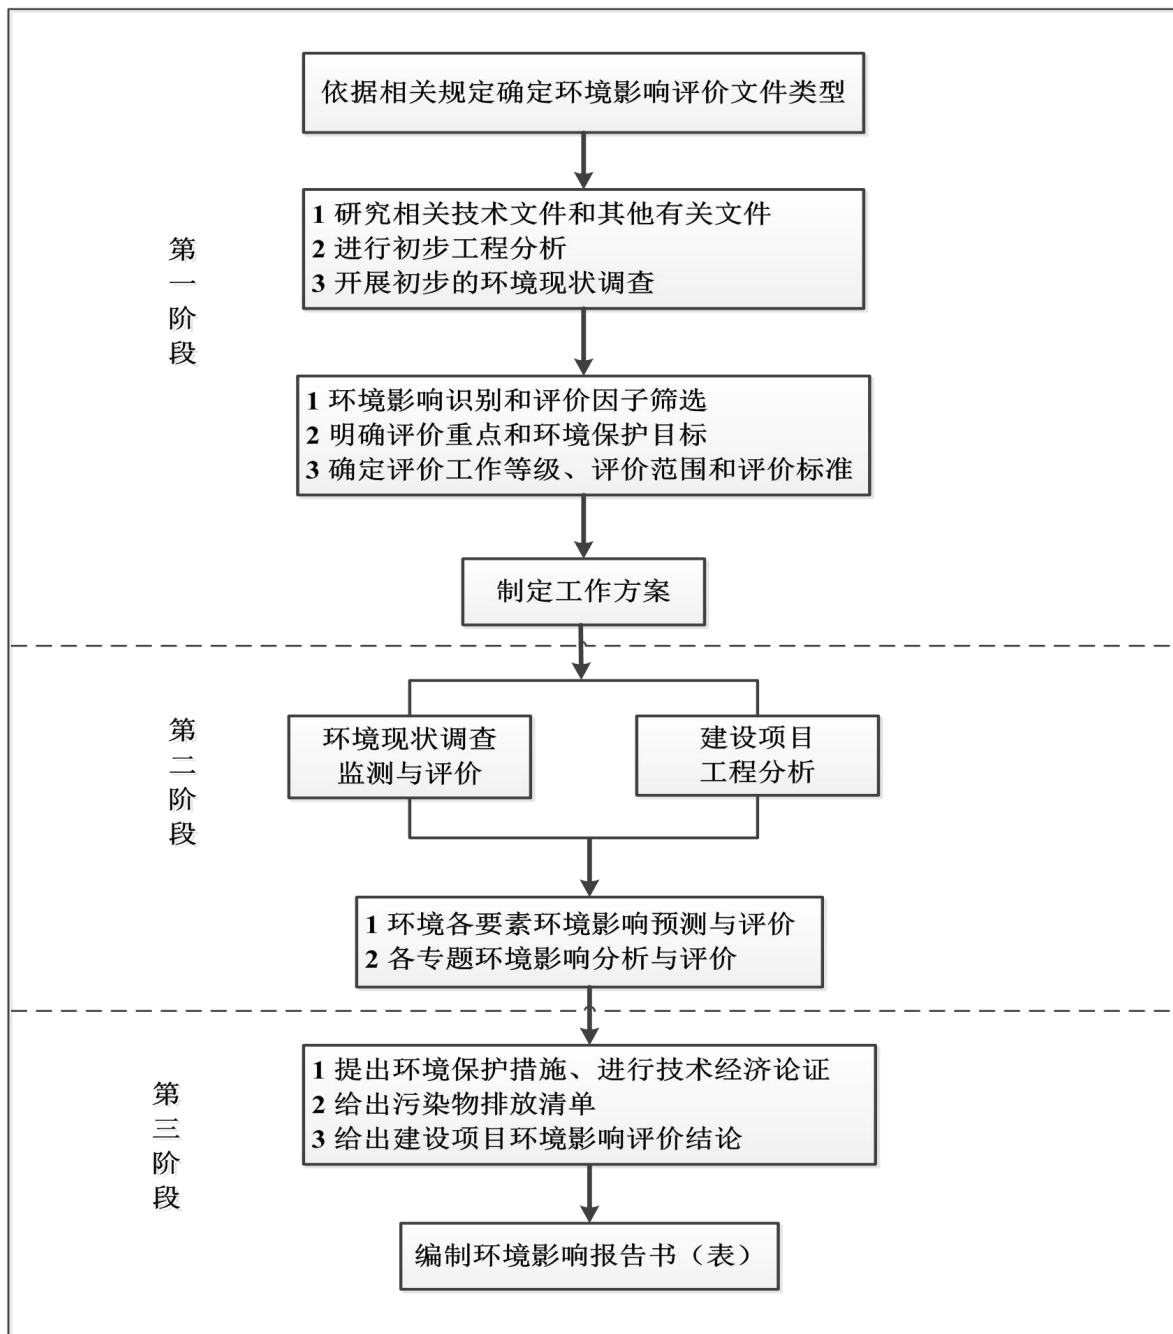 依据相关规定确定环境影响评价文件类型
第一阶段
1 研究相关技术文件和其他有关文件
2 进行初步工程分析
3 开展初步的环境现状调查
1 环境影响识别和评价因子筛选
2 明确评价重点和环境保护目标
3 确定评价工作等级、评价范围和评价标准
制定工作方案
第二阶段
环境现状调查
监测与评价
建设项目
工程分析
1 环境各要素环境影响预测与评价
2 各专题环境影响分析与评价
第三阶段
1 提出环境保护措施、进行技术经济论证
2 给出污染物排放清单
3 给出建设项目环境影响评价结论
编制环境影响报告书（表）